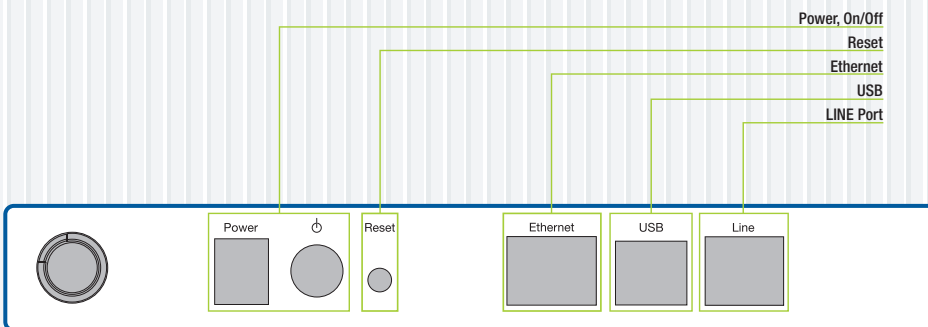 Power, On/Off
Reset
Ethernet
USB
LINE Port
Power
Reset
Ethernet
USB
Line